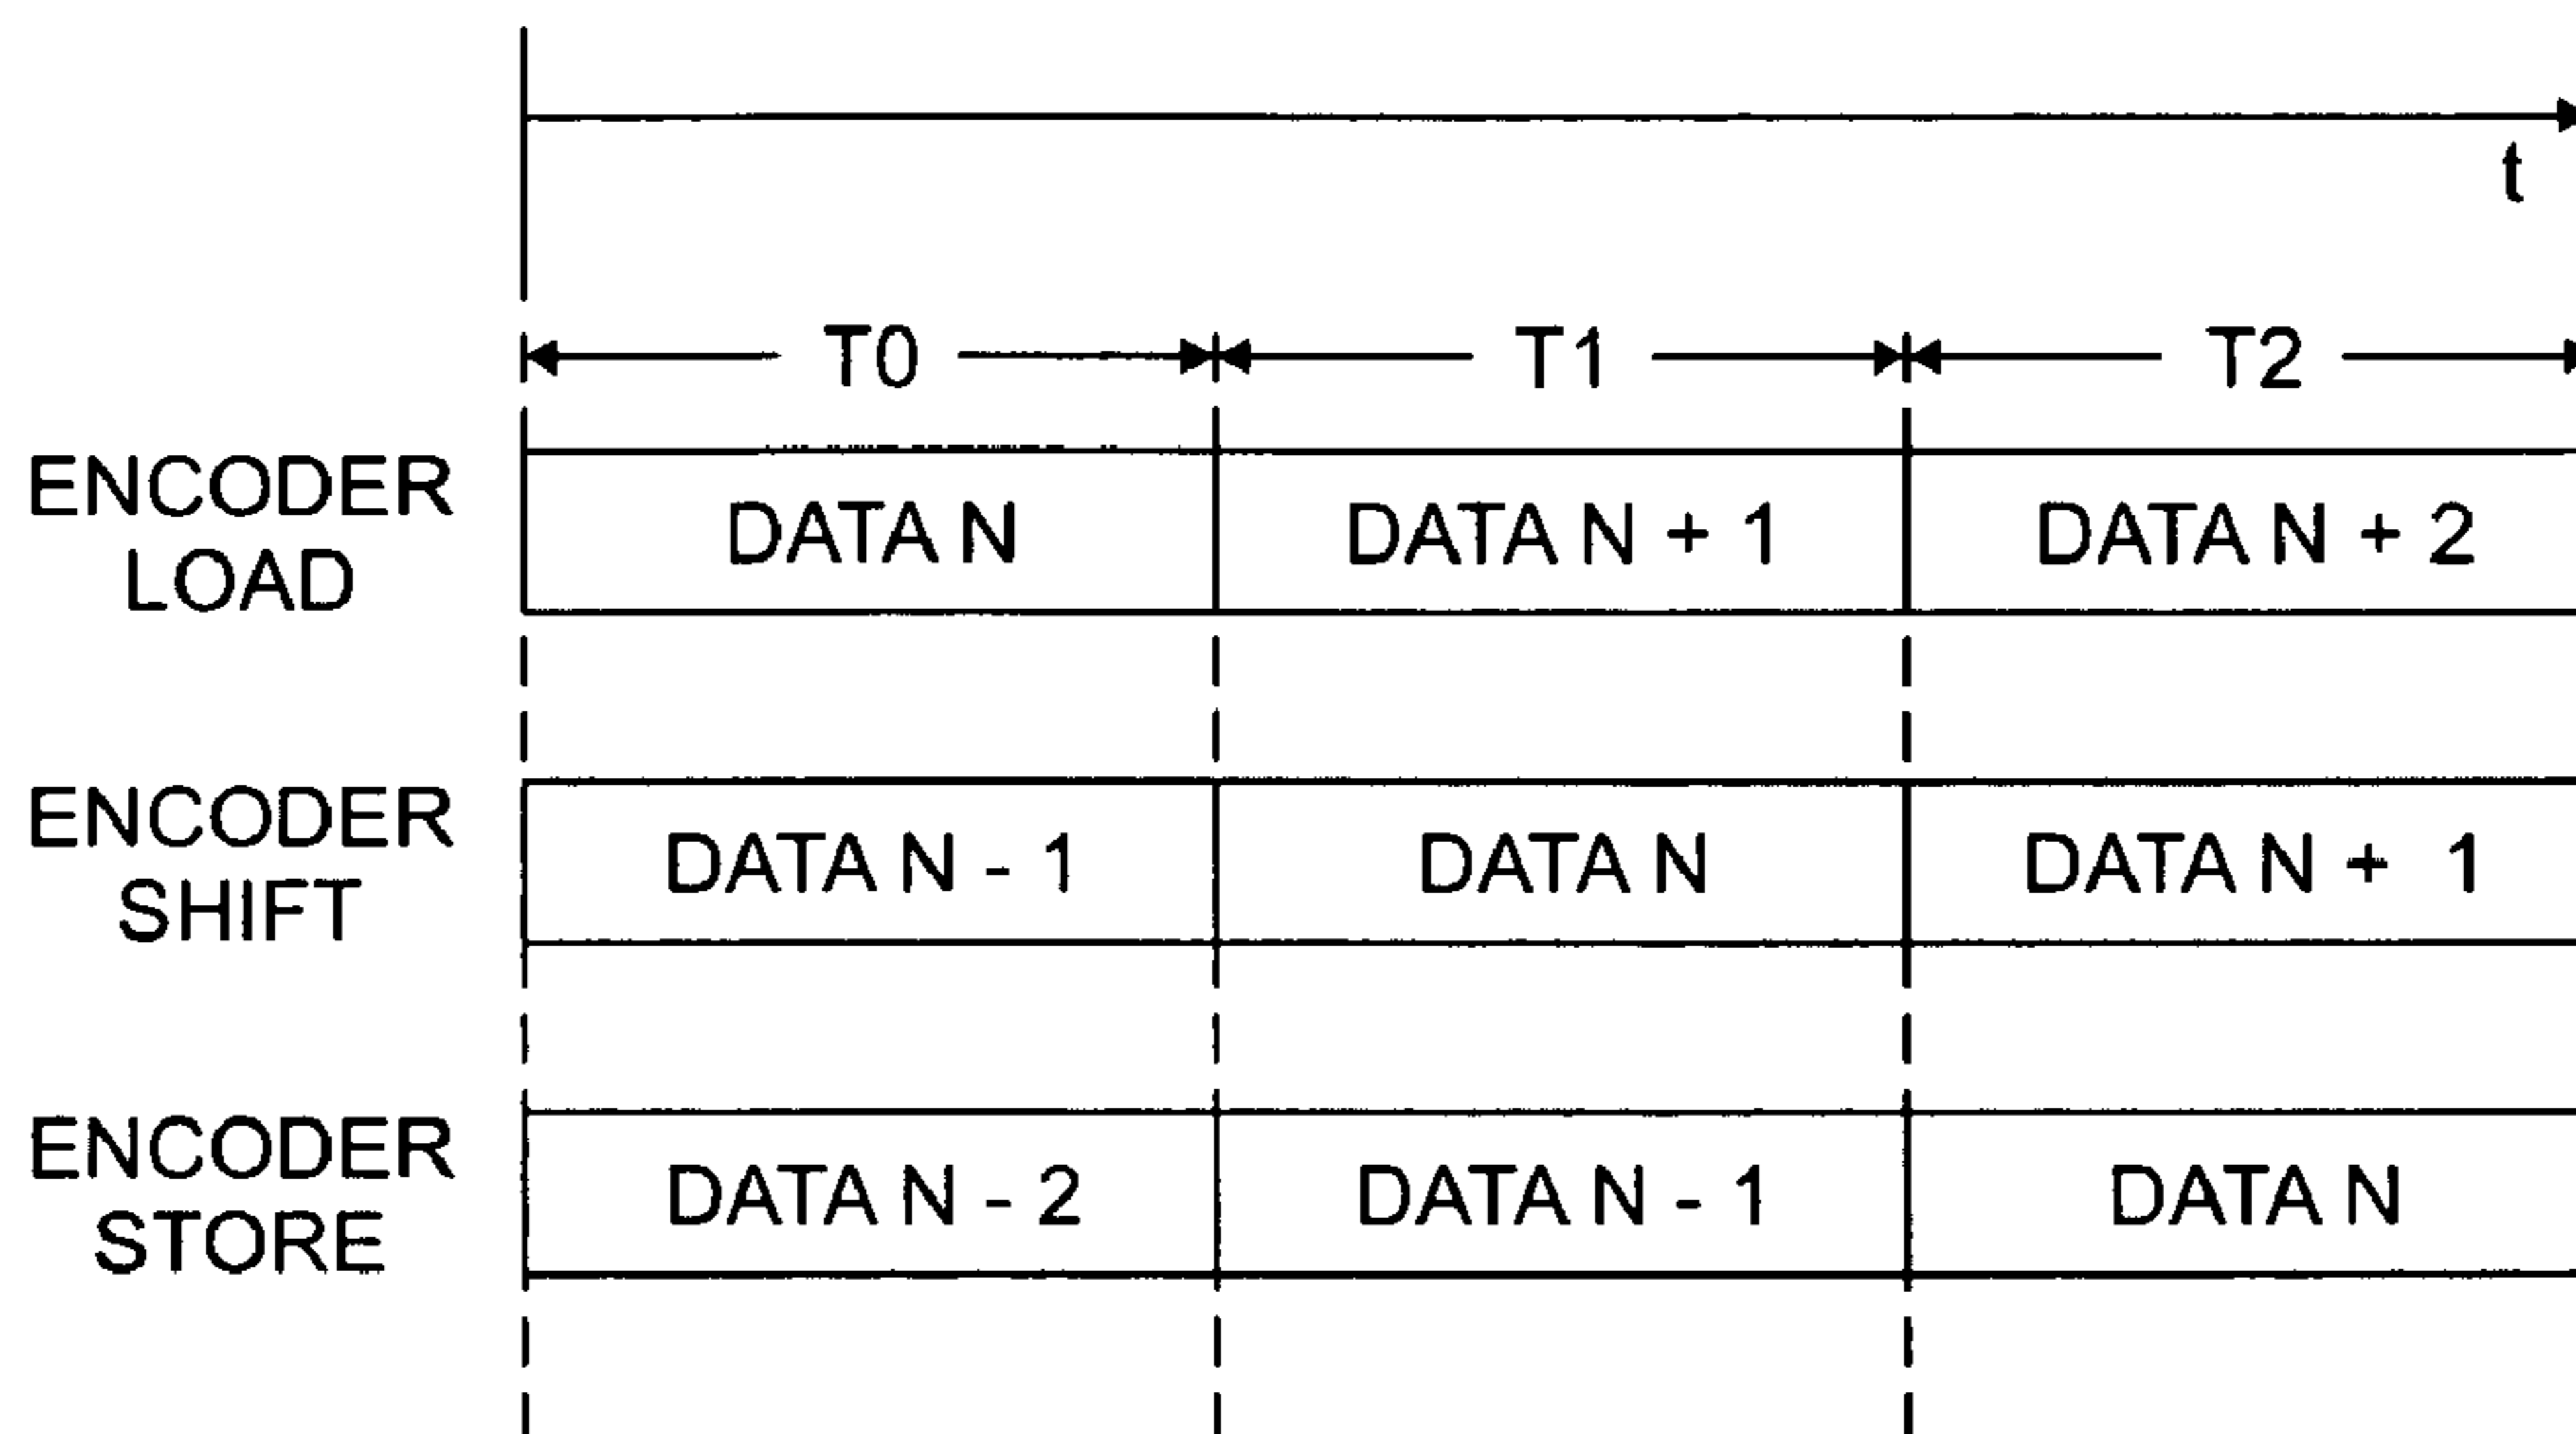 t
T0 T1 T2
ENCODER
LOAD
DATA N DATA N + 1 DATA N + 2
ENCODER
SHIFT
DATA N - 1 DATA N DATA N + 1
ENCODER
STORE
DATA N - 2 DATA N - 1 DATA N